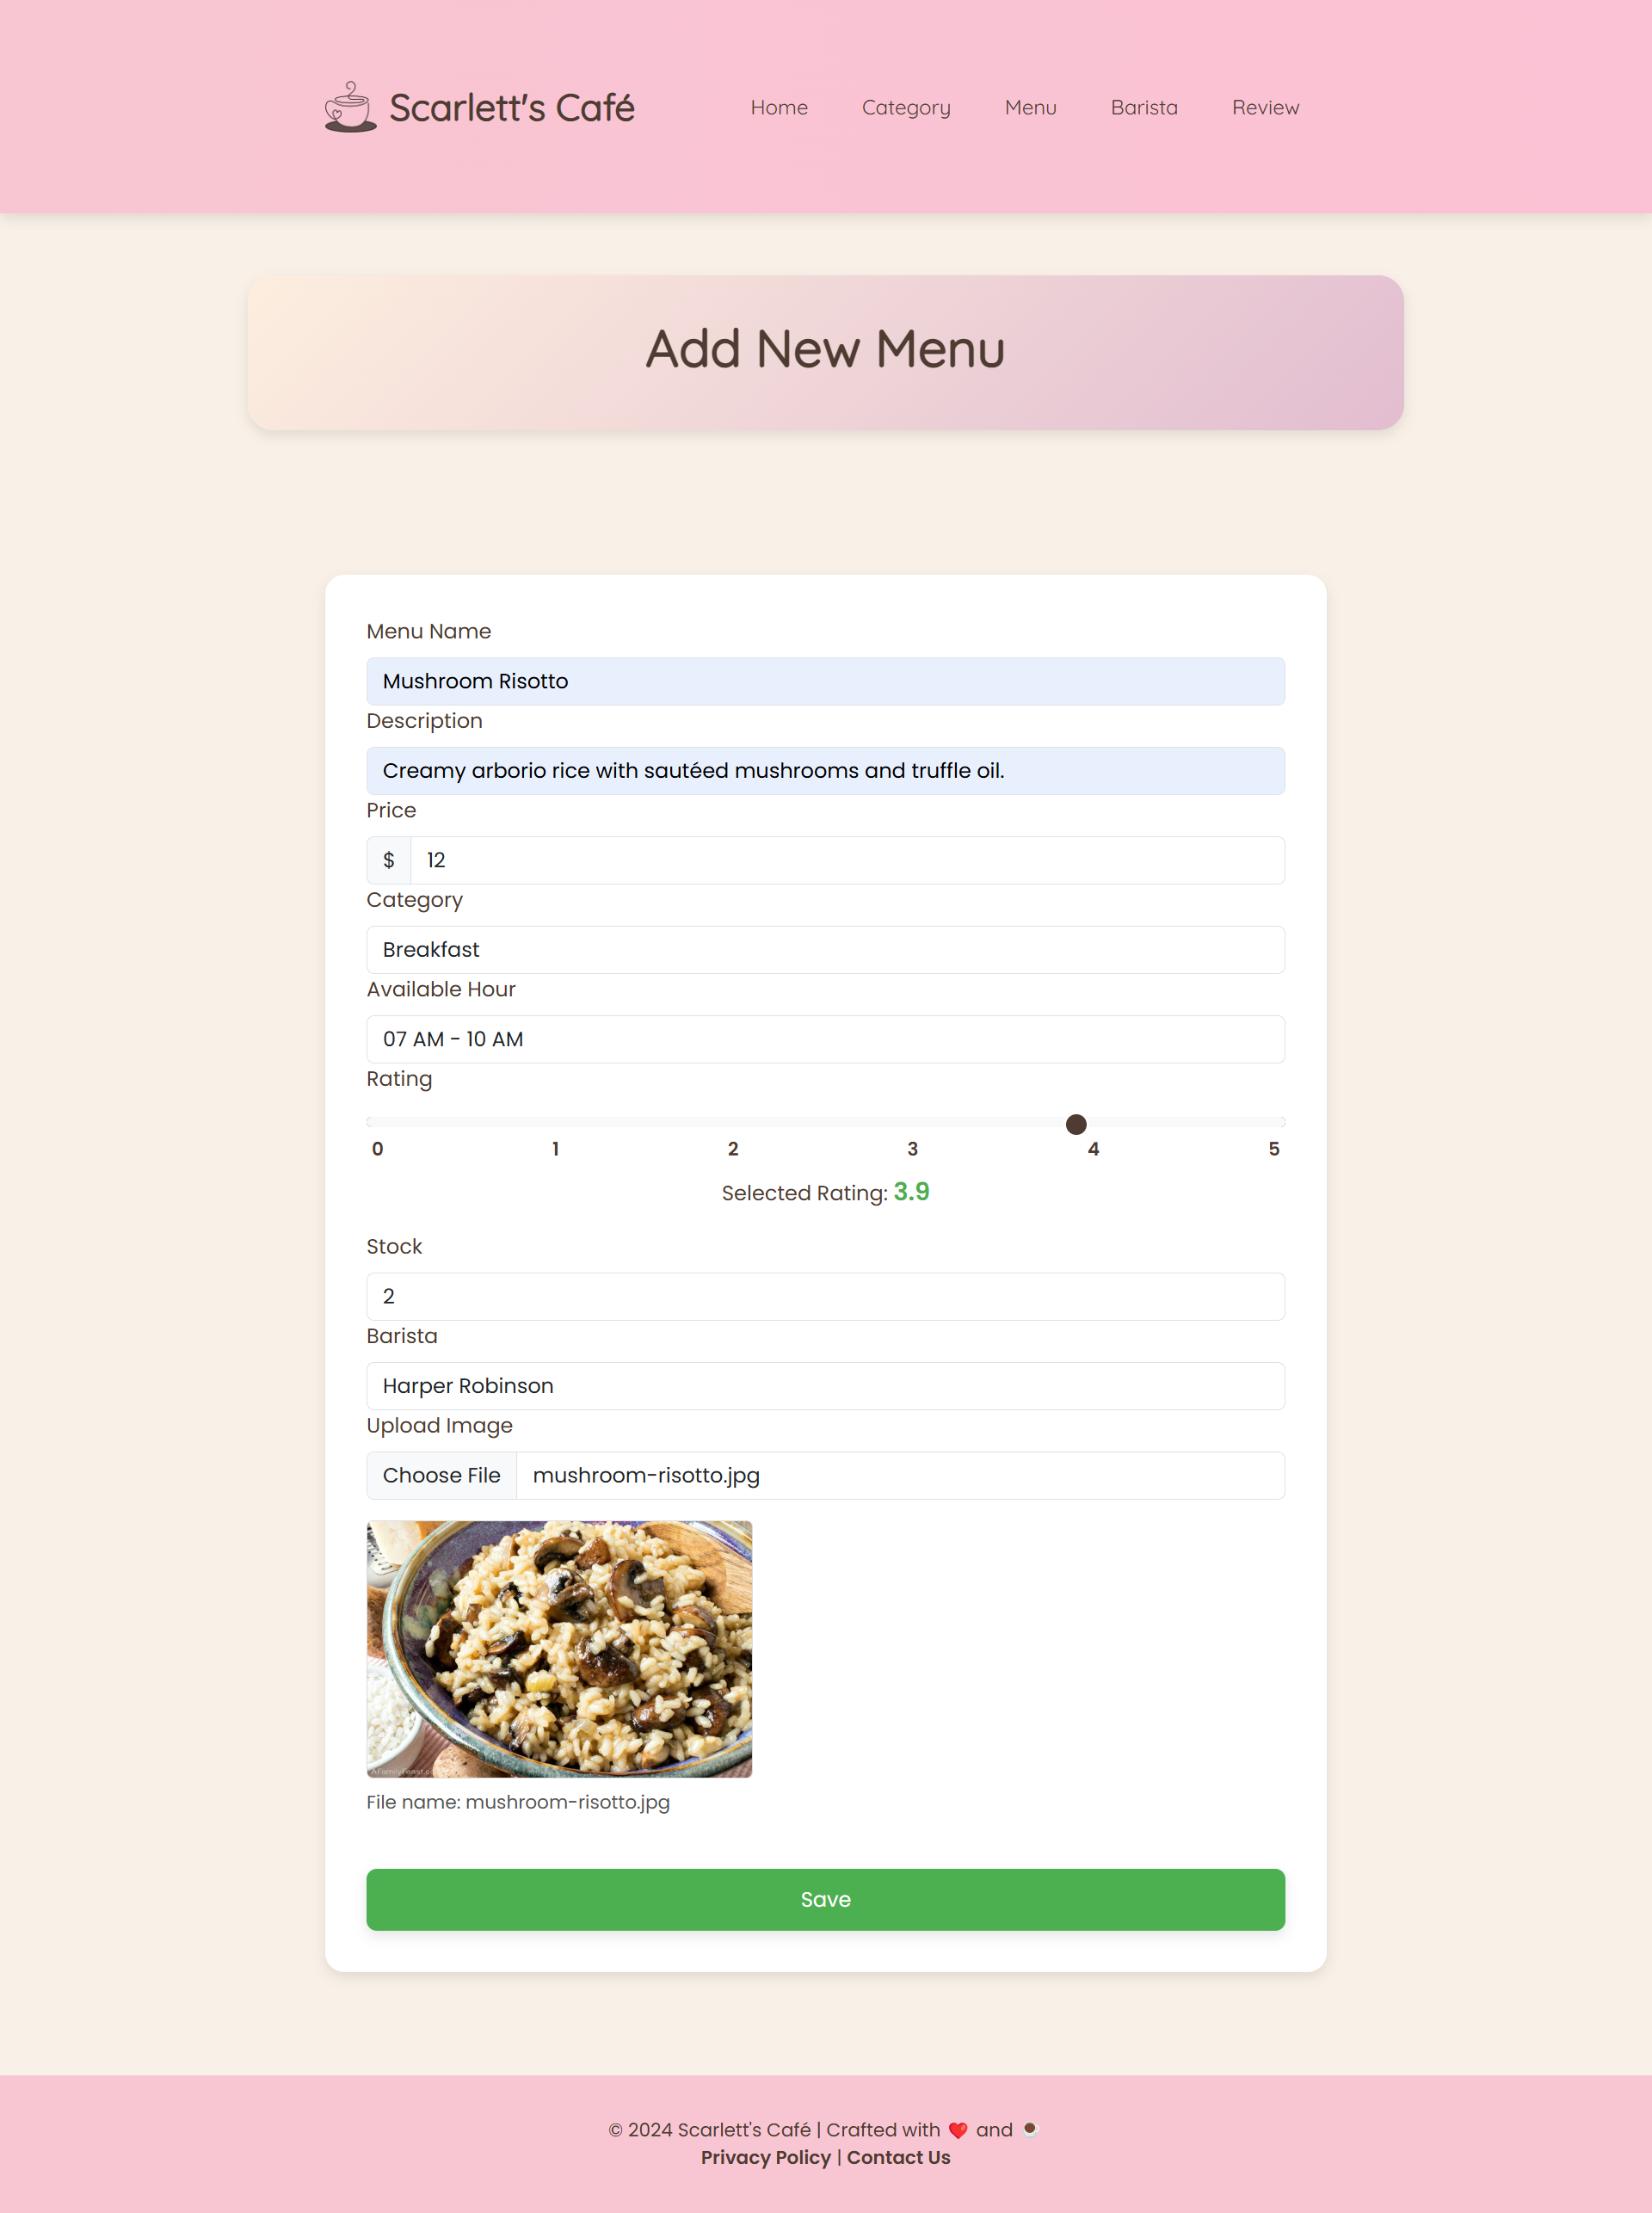 Scarlett's Café
Home Category Menu Barista Review
Add New Menu
Menu Name
Mushroom Risotto
Description
Creamy arborio rice with sautéed mushrooms and truffle oil.
Price
$ 12
Category
Breakfast
Available Hour
07 AM - 10 AM
Rating
0 1 2 3 4 5
Selected Rating: 3.9
Stock
2
Barista
Harper Robinson
Upload Image
Choose File mushroom-risotto.jpg
File name: mushroom-risotto.jpg
Save
© 2024 Scarlett's Café | Crafted with ❤️ and ☕
Privacy Policy | Contact Us